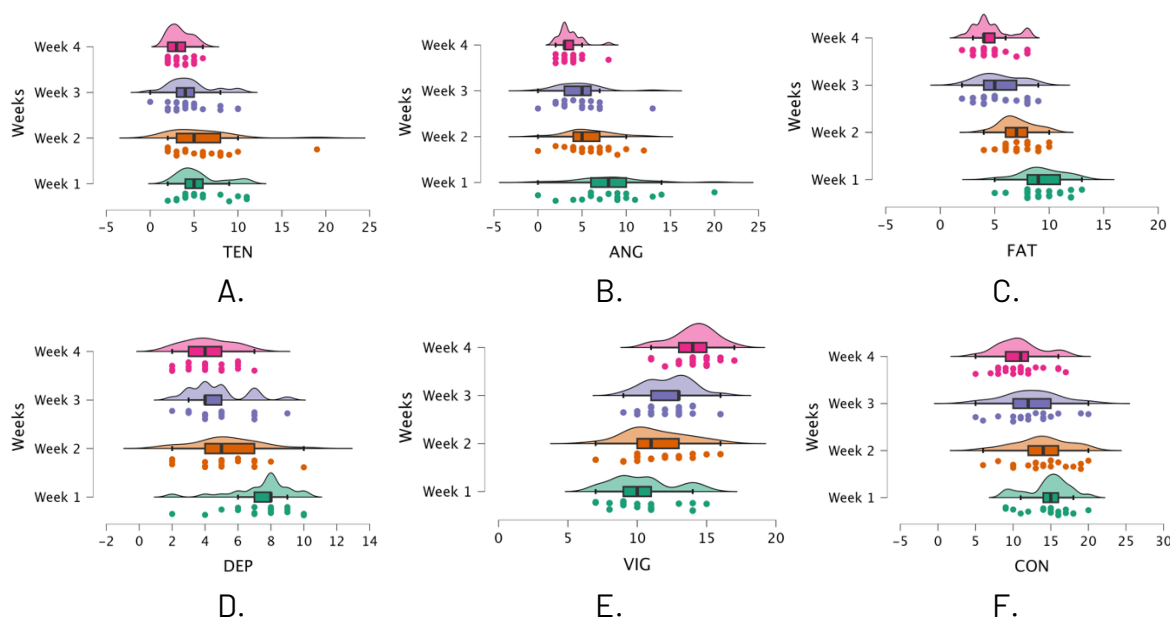 Weeks
Week 4
Week 3
Week 2
Week 1
-5 0 5 10 15 20 25
TEN
A.
Weeks
Week 4
Week 3
Week 2
Week 1
-5 0 5 10 15 20 25
ANG
B.
Weeks
Week 4
Week 3
Week 2
Week 1
-5 0 5 10 15 20
FAT
C.
Weeks
Week 4
Week 3
Week 2
Week 1
-2 0 2 4 6 8 10 12 14
DEP
D.
Weeks
Week 4
Week 3
Week 2
Week 1
0 5 10 15 20
VIG
E.
Weeks
Week 4
Week 3
Week 2
Week 1
-5 0 5 10 15 20 25 30
CON
F.